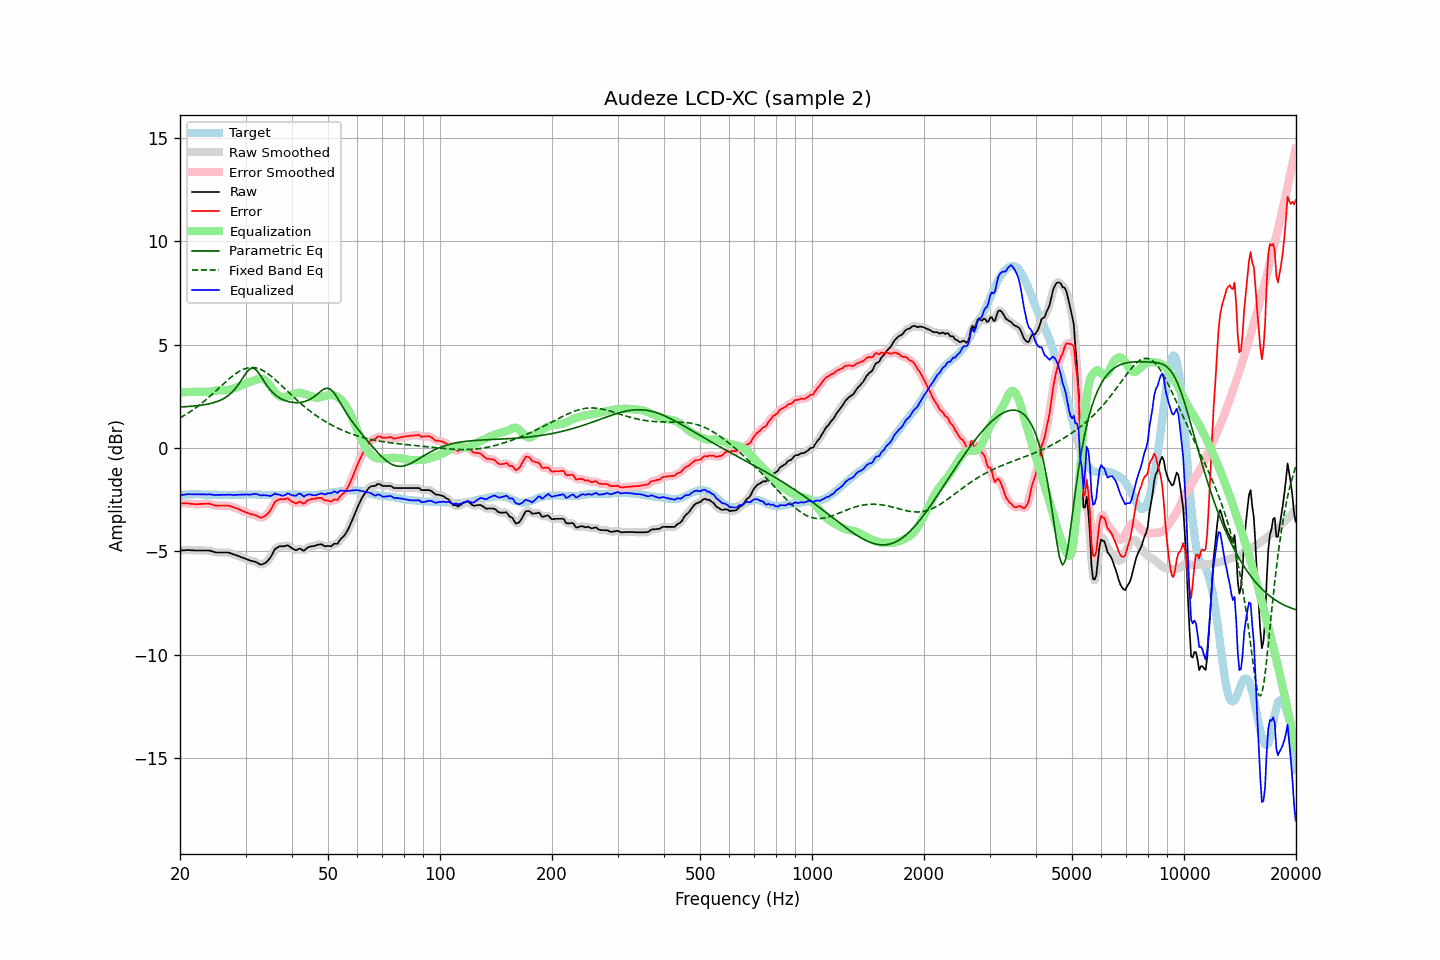 Audeze LCD-XC (sample 2)
Target
Raw Smoothed
Error Smoothed
Raw
Error
Equalization
Parametric Eq
Fixed Band Eq
Equalized
15
10
5
0
−5
−10
−15
Amplitude (dBr)
20
50
100
200
500
1000
2000
5000
10000
20000
Frequency (Hz)